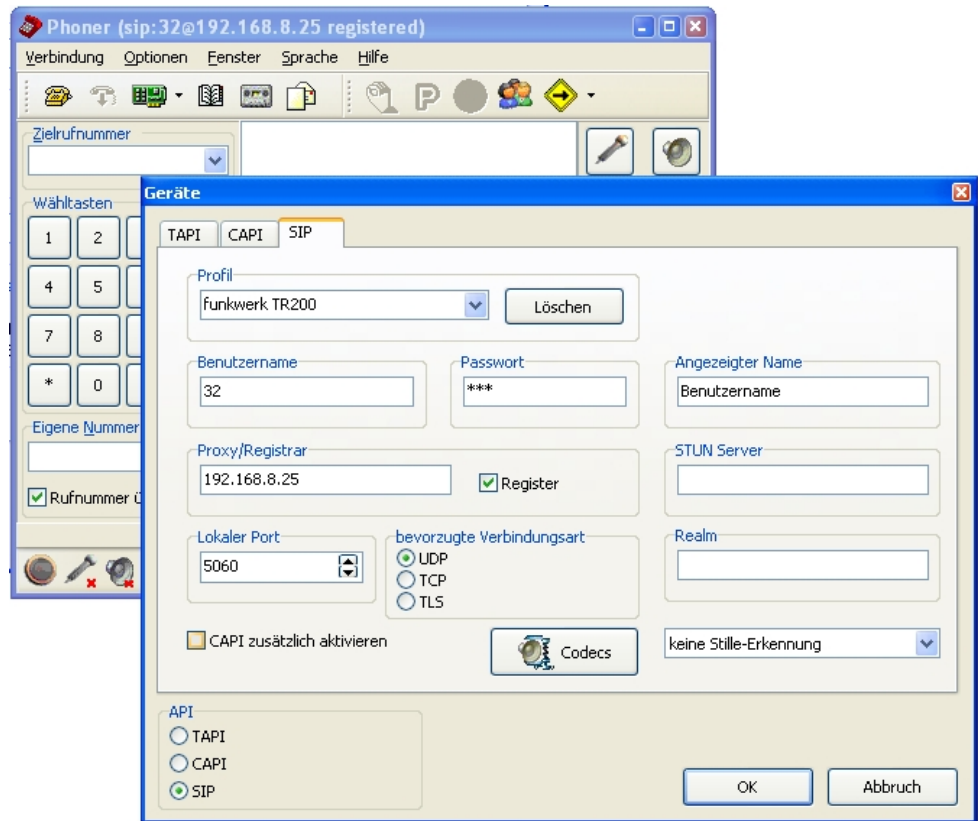 Phoner (sip:32@192.168.8.25 registered)
Verbindung Optionen Fenster Sprache Hilfe
P
Zielrufnummer
Wähltasten
1 2
4 5
7 8
* 0
Eigene Nummer
Rufnummer ü
Geräte
TAPI CAPI SIP
Profil
funkwerk TR200 Löschen
Benutzername Passwort Angezeigter Name
32 *** Benutzername
Proxy/Registrar STUN Server
192.168.8.25 Register
Lokaler Port bevorzugte Verbindungsart Realm
5060 UDP
TCP
TLS
CAPI zusätzlich aktivieren Codecs keine Stille-Erkennung
API
TAPI
CAPI
SIP
OK Abbruch